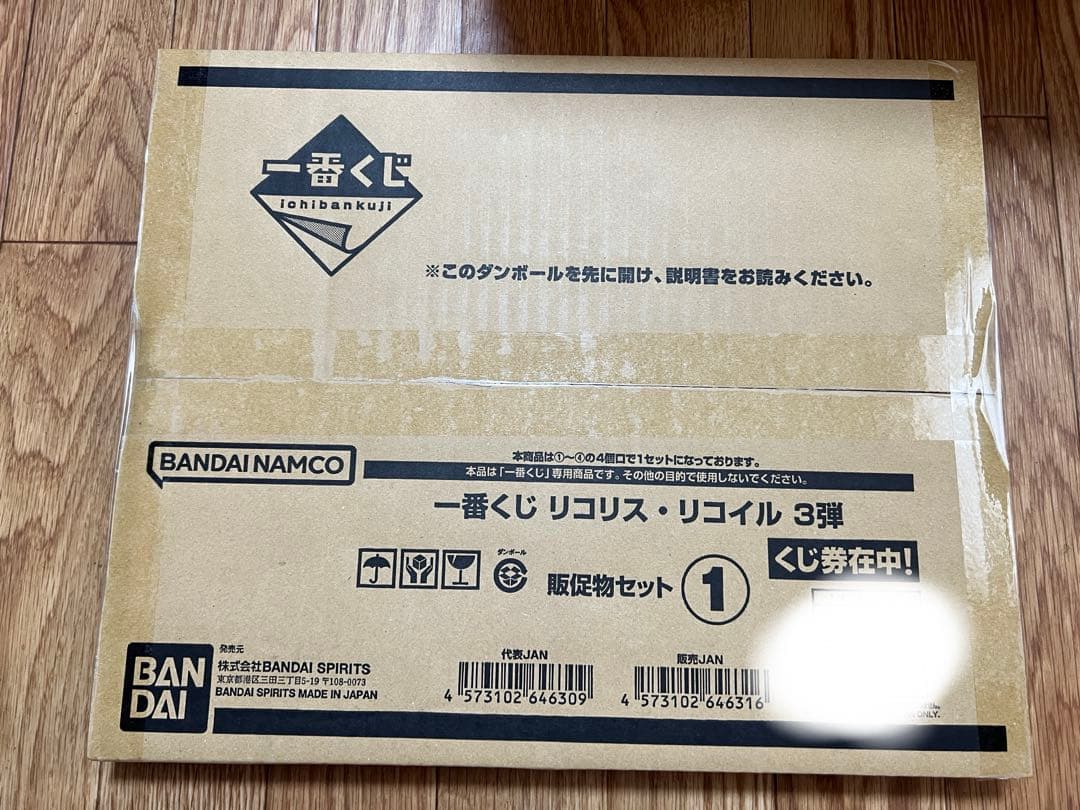 一番くじ
ichibankuji
※このダンボールを先に開け、説明書をお読みください。
BANDAI NAMCO
本商品は①〜④の4個口で1セットになっております。
本品は「一番くじ」専用商品です。その他の目的で使用しないでください。
一番くじ リコリス・リコイル 3弾
くじ券在中!
ダンボール
販促物セット ①
代表JAN
4 573102 646309
販売JAN
4 573102 646316
BAN
DAI
発売元
株式会社BANDAI SPIRITS
東京都港区三田三丁目5-19 〒108-0073
BANDAI SPIRITS MADE IN JAPAN
ONLY.